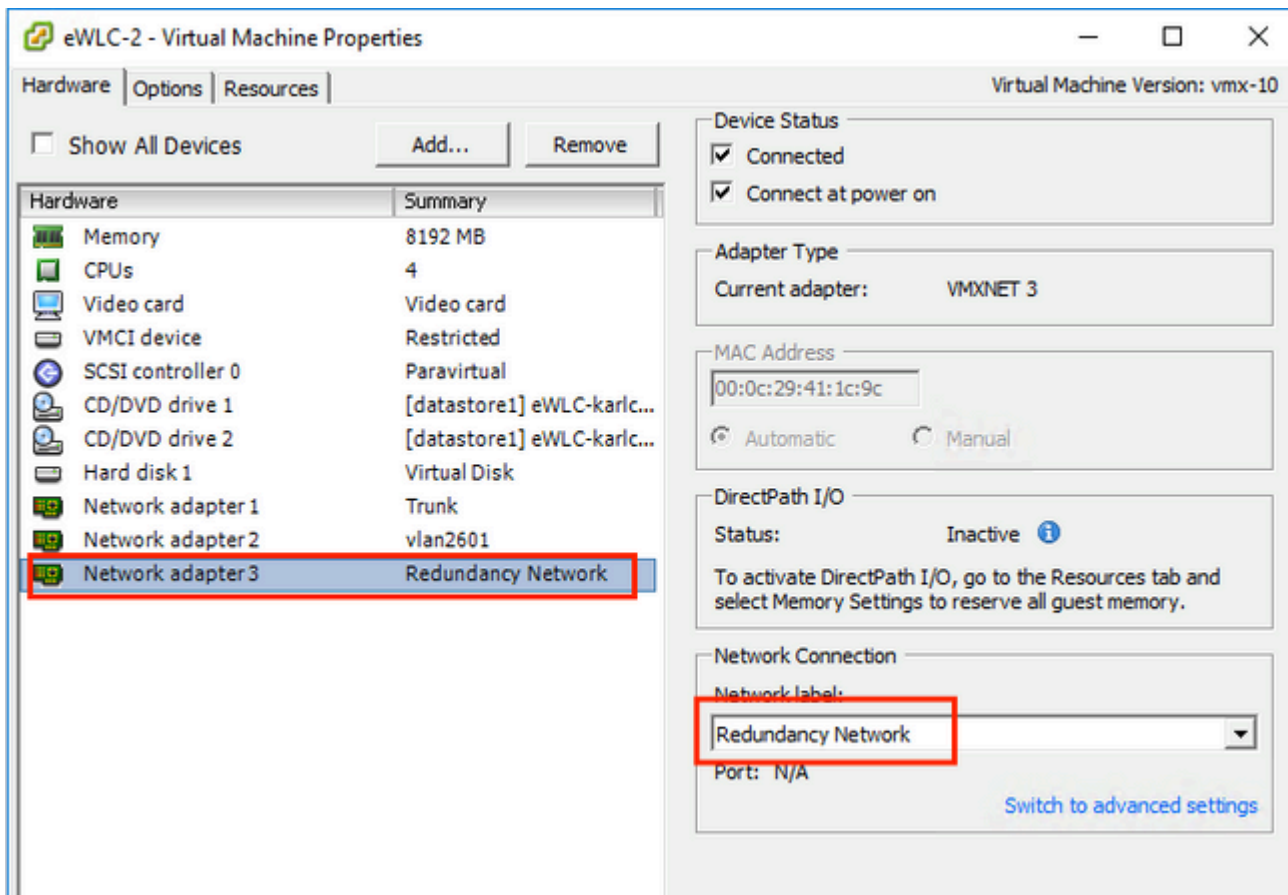 eWLC-2 - Virtual Machine Properties
Hardware Options Resources
Virtual Machine Version: vmx-10
Show All Devices
Add...
Remove
Hardware Summary
Memory 8192 MB
CPUs 4
Video card Video card
VMCI device Restricted
SCSI controller 0 Paravirtual
CD/DVD drive 1 [datastore1] eWLC-karlc...
CD/DVD drive 2 [datastore1] eWLC-karlc...
Hard disk 1 Virtual Disk
Network adapter 1 Trunk
Network adapter 2 vlan2601
Network adapter 3 Redundancy Network
Device Status
Connected
Connect at power on
Adapter Type
Current adapter: VMXNET 3
MAC Address
00:0c:29:41:1c:9c
Automatic Manual
DirectPath I/O
Status: Inactive
To activate DirectPath I/O, go to the Resources tab and
select Memory Settings to reserve all guest memory.
Network Connection
Network label:
Redundancy Network
Port: N/A
Switch to advanced settings